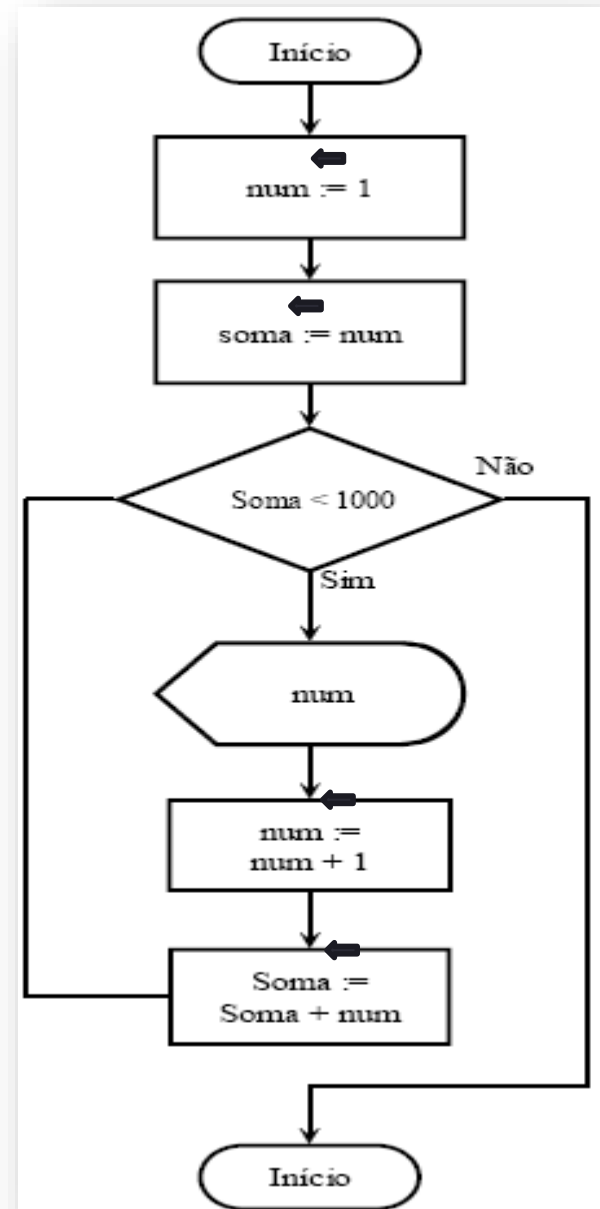 Início
num := 1
soma := num
Soma < 1000
Não
Sim
num
num :=
num + 1
Soma :=
Soma + num
Início